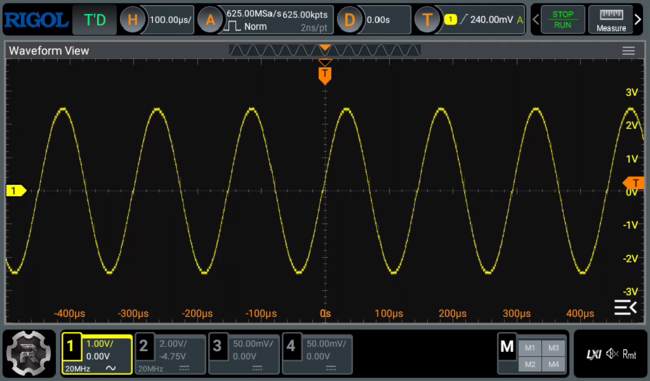 RIGOL T'D H 100.00µs/ A 625.00MSa/s 625.00kpts Norm 2ns/pt D 0.00s T 1 240.00mV A STOP RUN Measure
Waveform View
T
3V
2V
1V
1 T
0V
-1V
-2V
-3V
-400µs -300µs -200µs -100µs 0s 100µs 200µs 300µs 400µs
1 1.00V/ 0.00V 20MHz
2 2.00V/ -4.75V 20MHz
3 50.00mV/ 0.00V
4 50.00mV/ 0.00V
M M1 M3 M2 M4
LXI Rmt